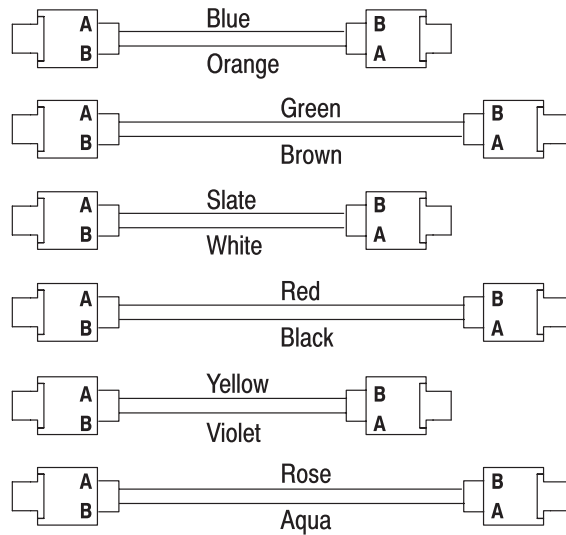 A Blue B
B Orange A
A Green B
B Brown A
A Slate B
B White A
A Red B
B Black A
A Yellow B
B Violet A
A Rose B
B Aqua A